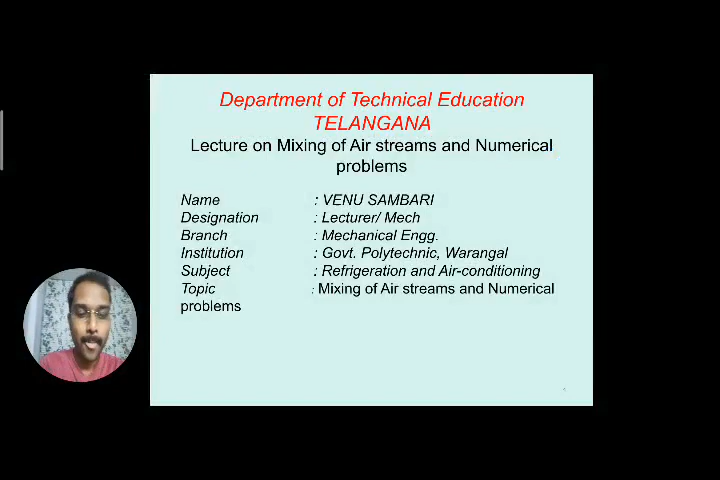 Department of Technical Education
TELANGANA
Lecture on Mixing of Air streams and Numerical
problems
Name : VENU SAMBARI
Designation : Lecturer/ Mech
Branch : Mechanical Engg.
Institution : Govt. Polytechnic, Warangal
Subject : Refrigeration and Air-conditioning
Topic : Mixing of Air streams and Numerical
problems